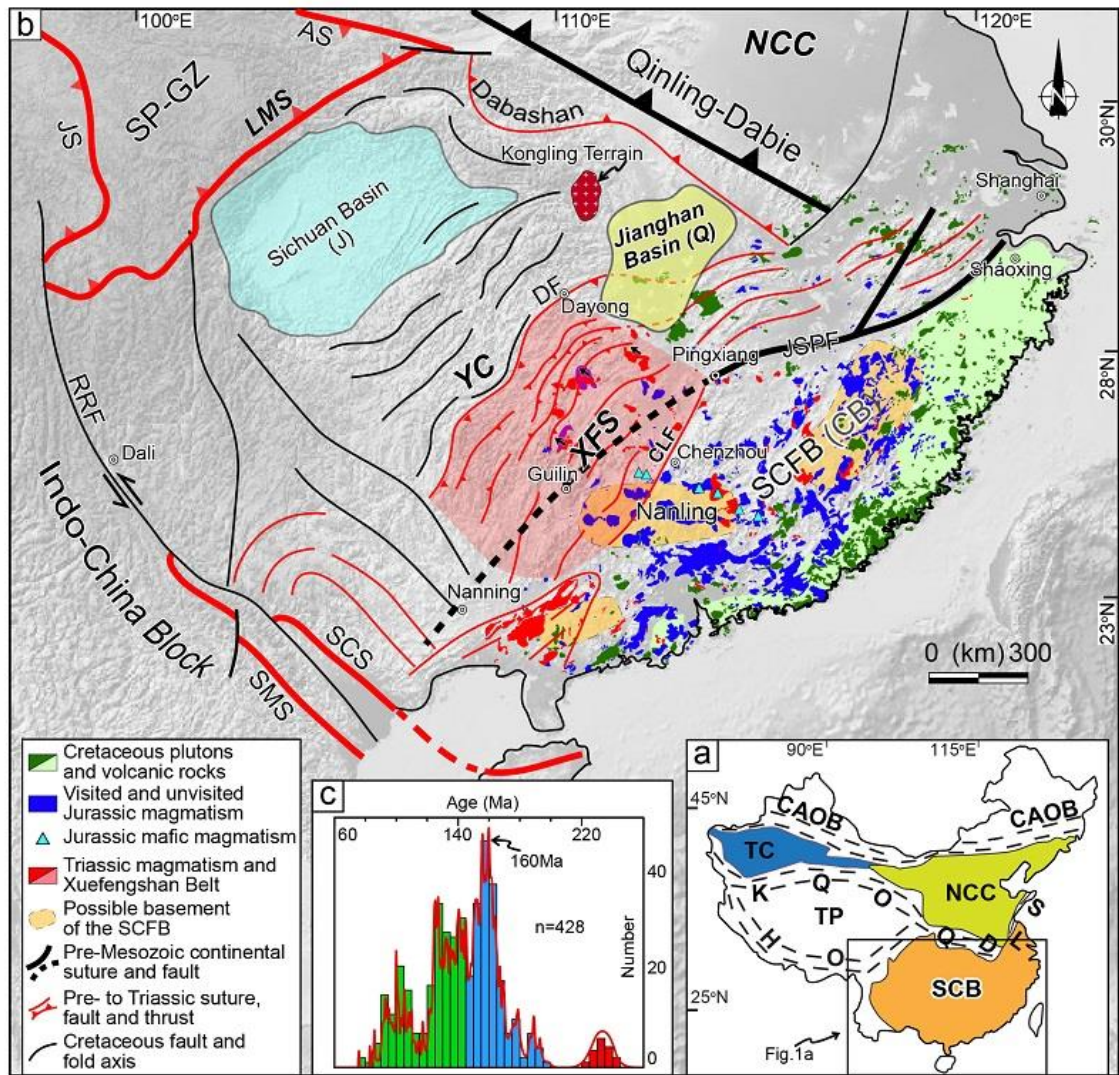 b
100°E
110°E
120°E
AS
NCC
SP-GZ
JS
LMS
Dabashan
Qinling-Dabie
N
30°N
Kongling Terrain
Shanghai
Sichuan Basin
(J)
Jianghan
Basin (Q)
Shaoxing
DF
Dayong
Pingxiang
JSPF
28°N
YC
RRF
XFS
CLF
SCFB (CB)
Dali
Chenzhou
Guilin
Nanling
Indo-China Block
Nanning
23°N
SCS
SMS
0 (km) 300
Cretaceous plutons
and volcanic rocks
Visited and unvisited
Jurassic magmatism
Jurassic mafic magmatism
Triassic magmatism and
Xuefengshan Belt
Possible basement
of the SCFB
Pre-Mesozoic continental
suture and fault
Pre- to Triassic suture,
fault and thrust
Cretaceous fault and
fold axis
c
Age (Ma)
60
140
220
40
160Ma
n=428
Number
20
0
a
90°E
115°E
45°N
CAOB
CAOB
TC
NCC
K
Q
O
TP
S
H
O
Q
D
L
SCB
25°N
Fig.1a